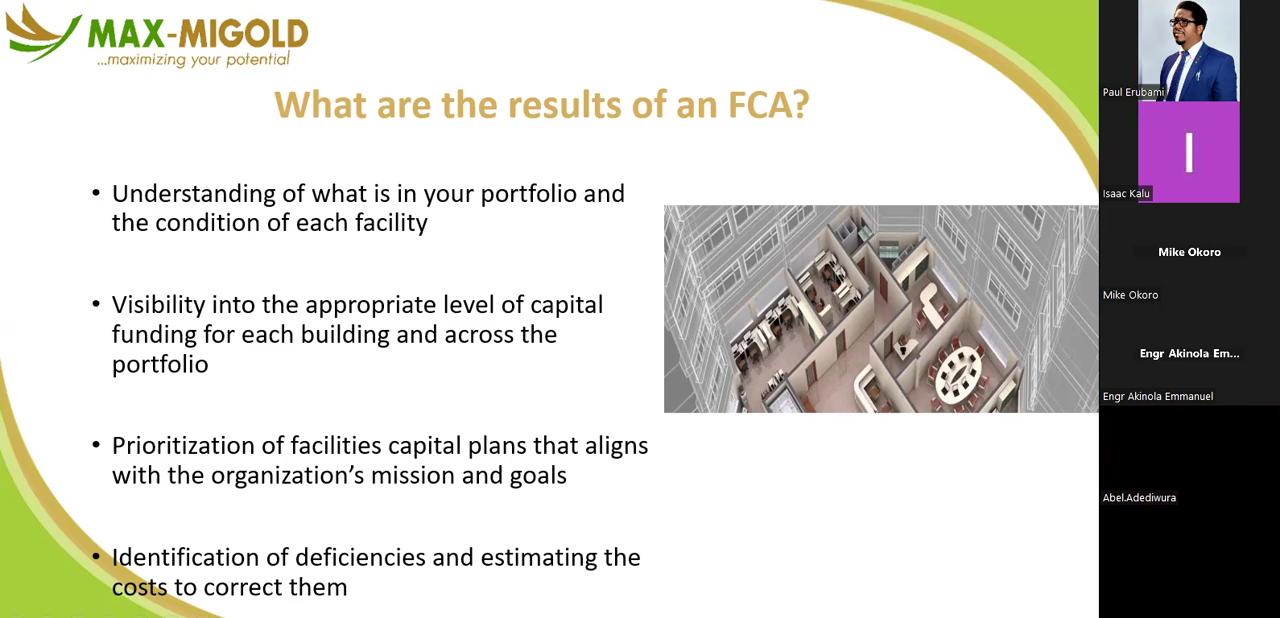 MAX-MIGOLD
...maximizing your potential
What are the results of an FCA?
• Understanding of what is in your portfolio and
the condition of each facility
• Visibility into the appropriate level of capital
funding for each building and across the
portfolio
• Prioritization of facilities capital plans that aligns
with the organization’s mission and goals
• Identification of deficiencies and estimating the
costs to correct them
Paul Erubami
I
Isaac Kalu
Mike Okoro
Mike Okoro
Engr Akinola Em...
Engr Akinola Emmanuel
Abel.Adediwura